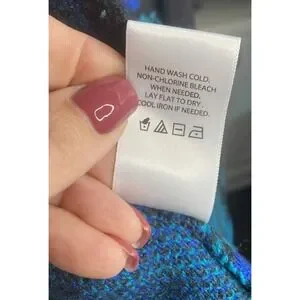 HAND WASH COLD.
NON-CHLORINE BLEACH
WHEN NEEDED.
LAY FLAT TO DRY.
COOL IRON IF NEEDED.